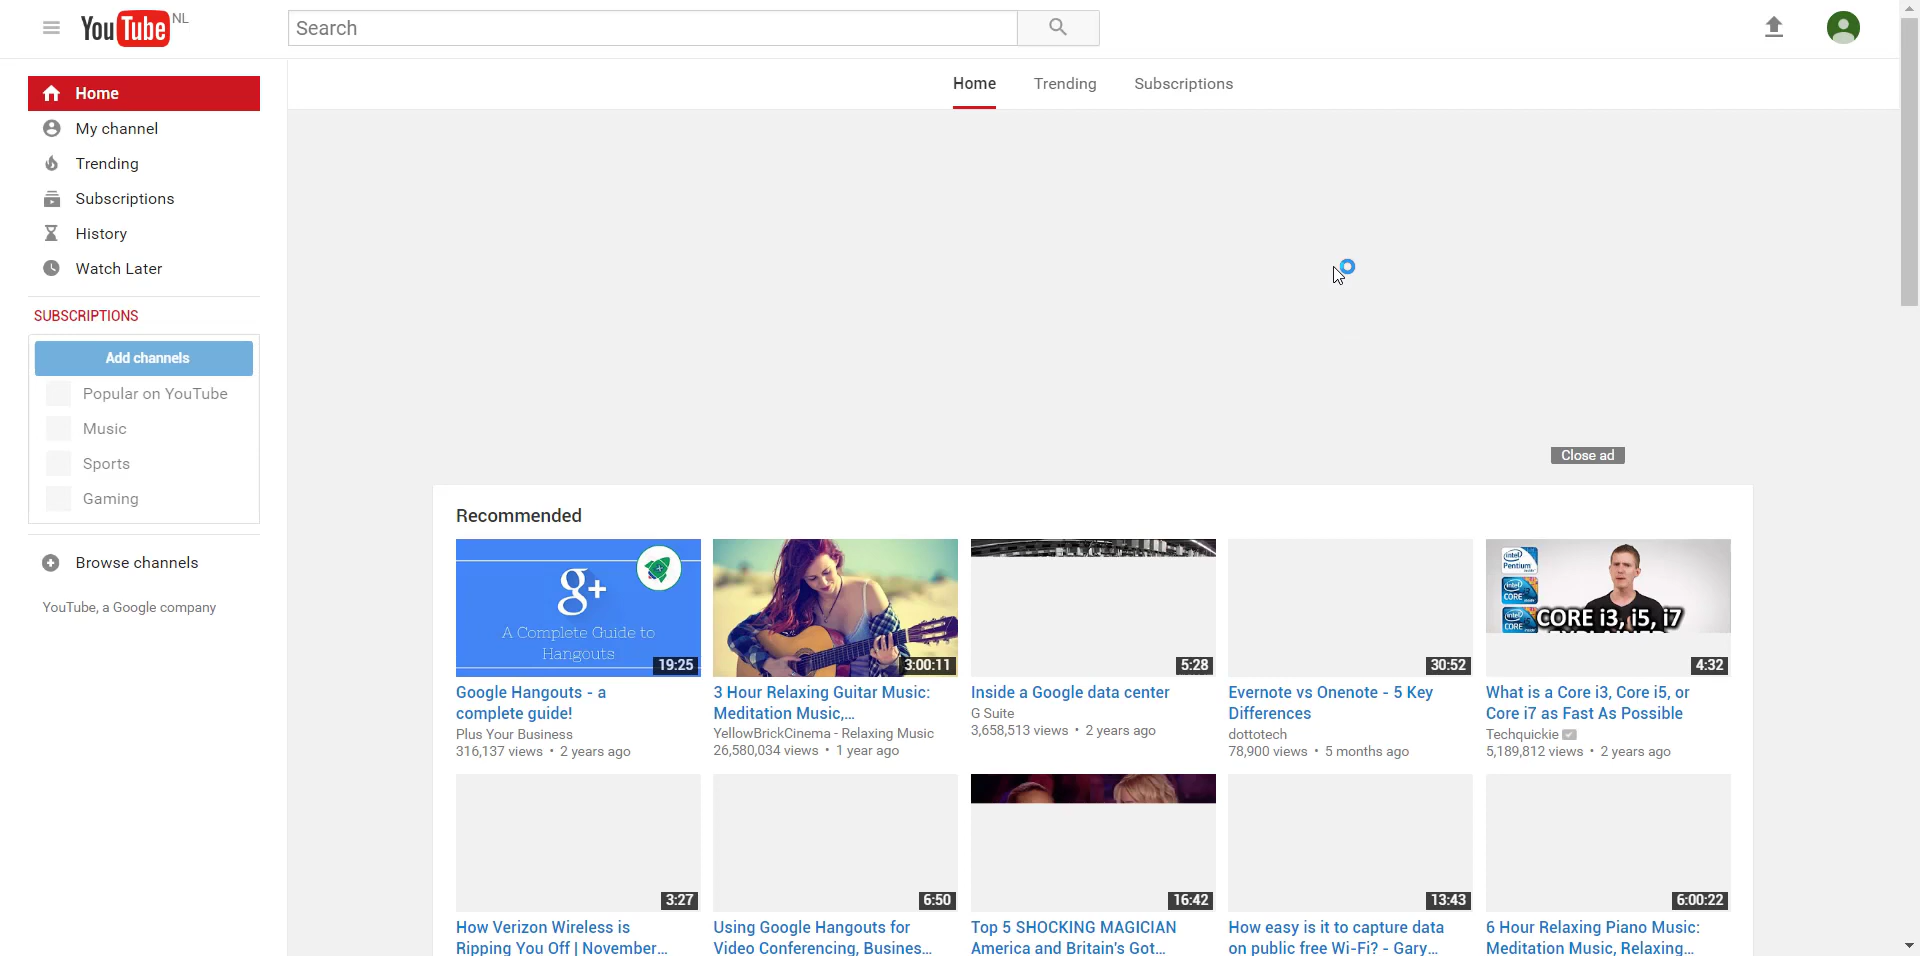 YouTube NL
Search
Home
Trending
Subscriptions
Home
My channel
Trending
Subscriptions
History
Watch Later
SUBSCRIPTIONS
Add channels
Popular on YouTube
Music
Sports
Gaming
Browse channels
YouTube, a Google company
Close ad
Recommended
g+
A Complete Guide to
Hangouts
19:25
Google Hangouts - a
complete guide!
Plus Your Business
316,137 views • 2 years ago
3:00:11
3 Hour Relaxing Guitar Music:
Meditation Music,...
YellowBrickCinema - Relaxing Music
26,580,034 views • 1 year ago
5:28
Inside a Google data center
G Suite
3,658,513 views • 2 years ago
30:52
Evernote vs Onenote - 5 Key
Differences
dottotech
78,900 views • 5 months ago
intel
Pentium
intel
CORE
intel
CORE
CORE i3, i5, i7
4:32
What is a Core i3, Core i5, or
Core i7 as Fast As Possible
Techquickie
5,189,812 views • 2 years ago
3:27
How Verizon Wireless is
Ripping You Off | November...
6:50
Using Google Hangouts for
Video Conferencing, Busines...
16:42
Top 5 SHOCKING MAGICIAN
America and Britain's Got...
13:43
How easy is it to capture data
on public free Wi-Fi? - Gary...
6:00:22
6 Hour Relaxing Piano Music:
Meditation Music, Relaxing...